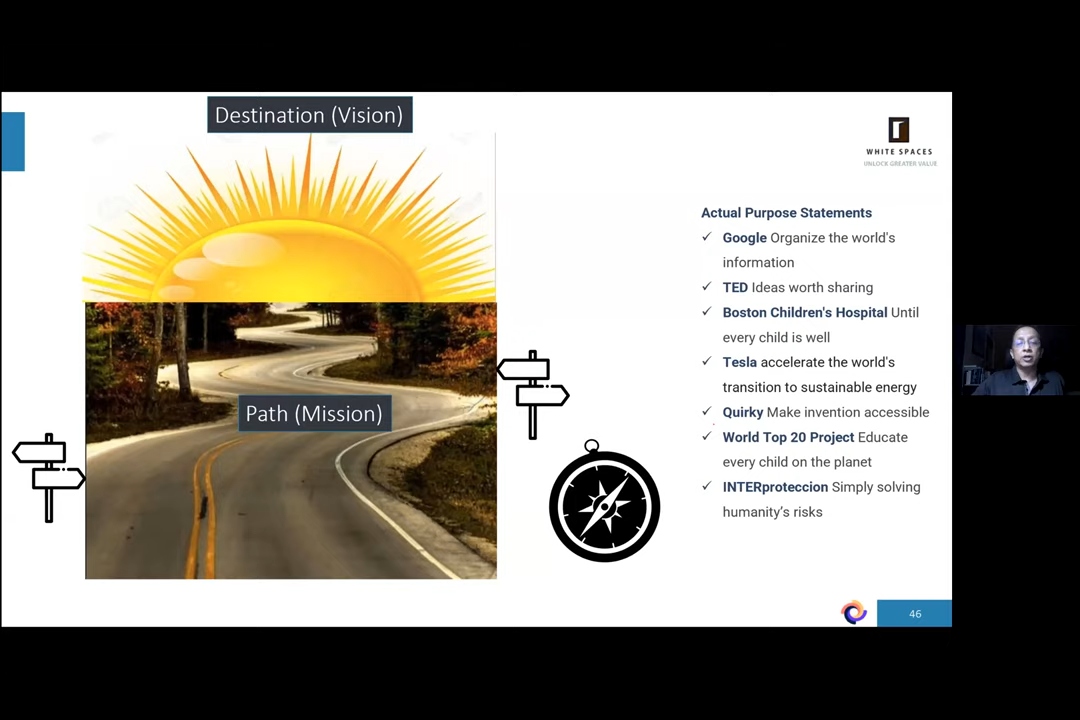 Destination (Vision)
WHITE SPACES
UNLOCK GREATER VALUE
Path (Mission)
Actual Purpose Statements
Google Organize the world's
information
TED Ideas worth sharing
Boston Children's Hospital Until
every child is well
Tesla accelerate the world's
transition to sustainable energy
Quirky Make invention accessible
World Top 20 Project Educate
every child on the planet
INTERproteccion Simply solving
humanity’s risks
46